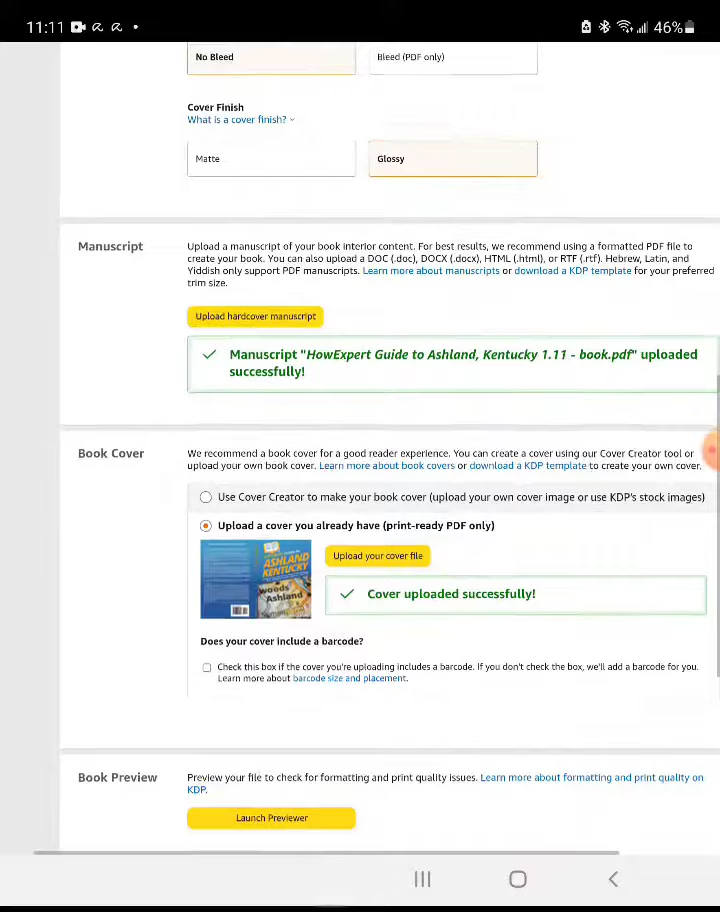 11:11
46%
No Bleed
Bleed (PDF only)
Cover Finish
What is a cover finish?
Matte
Glossy
Manuscript
Upload a manuscript of your book interior content. For best results, we recommend using a formatted PDF file to
create your book. You can also upload a DOC (.doc), DOCX (.docx), HTML (.html), or RTF (.rtf). Hebrew, Latin, and
Yiddish only support PDF manuscripts. Learn more about manuscripts or download a KDP template for your preferred
trim size.
Upload hardcover manuscript
Manuscript "HowExpert Guide to Ashland, Kentucky 1.11 - book.pdf" uploaded
successfully!
Book Cover
We recommend a book cover for a good reader experience. You can create a cover using our Cover Creator tool or
upload your own book cover. Learn more about book covers or download a KDP template to create your own cover.
Use Cover Creator to make your book cover (upload your own cover image or use KDP's stock images)
Upload a cover you already have (print-ready PDF only)
ASHLAND
KENTUCKY
woods
Ashland
Upload your cover file
Cover uploaded successfully!
Does your cover include a barcode?
Check this box if the cover you're uploading includes a barcode. If you don't check the box, we'll add a barcode for you.
Learn more about barcode size and placement.
Book Preview
Preview your file to check for formatting and print quality issues. Learn more about formatting and print quality on
KDP.
Launch Previewer